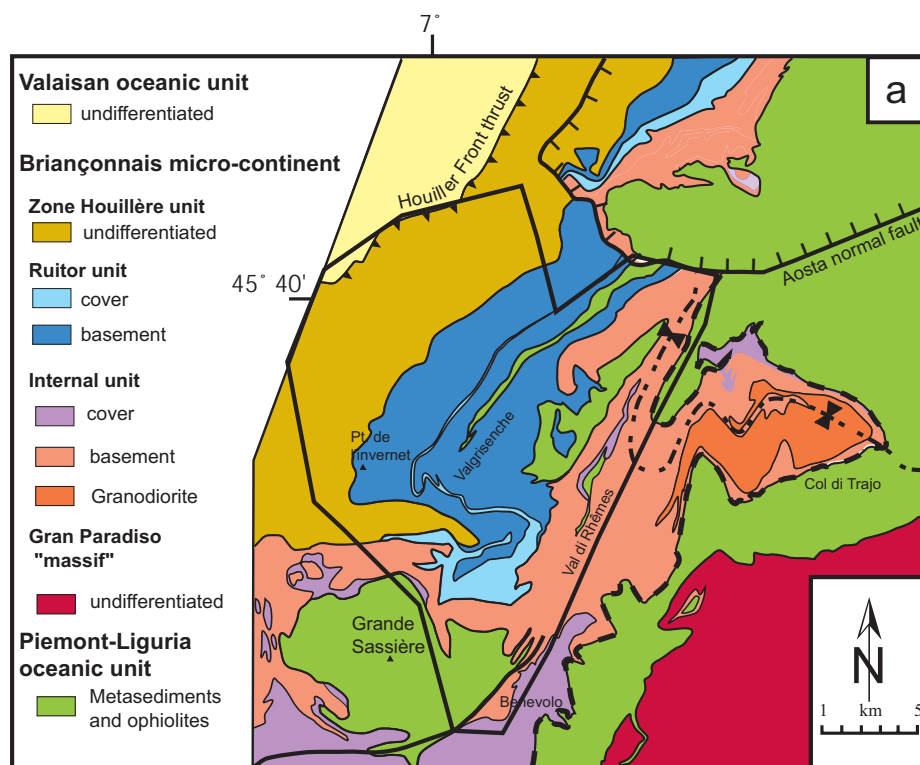 7°
a
Valaisan oceanic unit
undifferentiated
Houiller Front thrust
Briançonnais micro-continent
Zone Houillère unit
undifferentiated
Aosta normal fault
Ruitor unit
45° 40'
cover
basement
Internal unit
cover
basement
Granodiorite
Pt. de
l'invernet
Valgrisenche
Col di Trajo
Val di Rhêmes
Gran Paradiso
"massif"
undifferentiated
Grande
Sassière
Benevolo
Piemont-Liguria
oceanic unit
Metasediments
and ophiolites
N
1 km 5